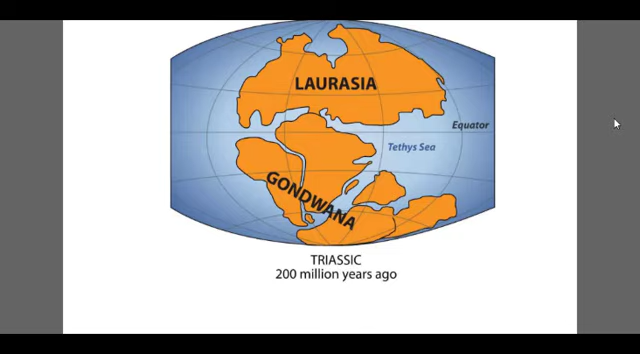 LAURASIA
Equator
Tethys Sea
GONDWANA
TRIASSIC
200 million years ago